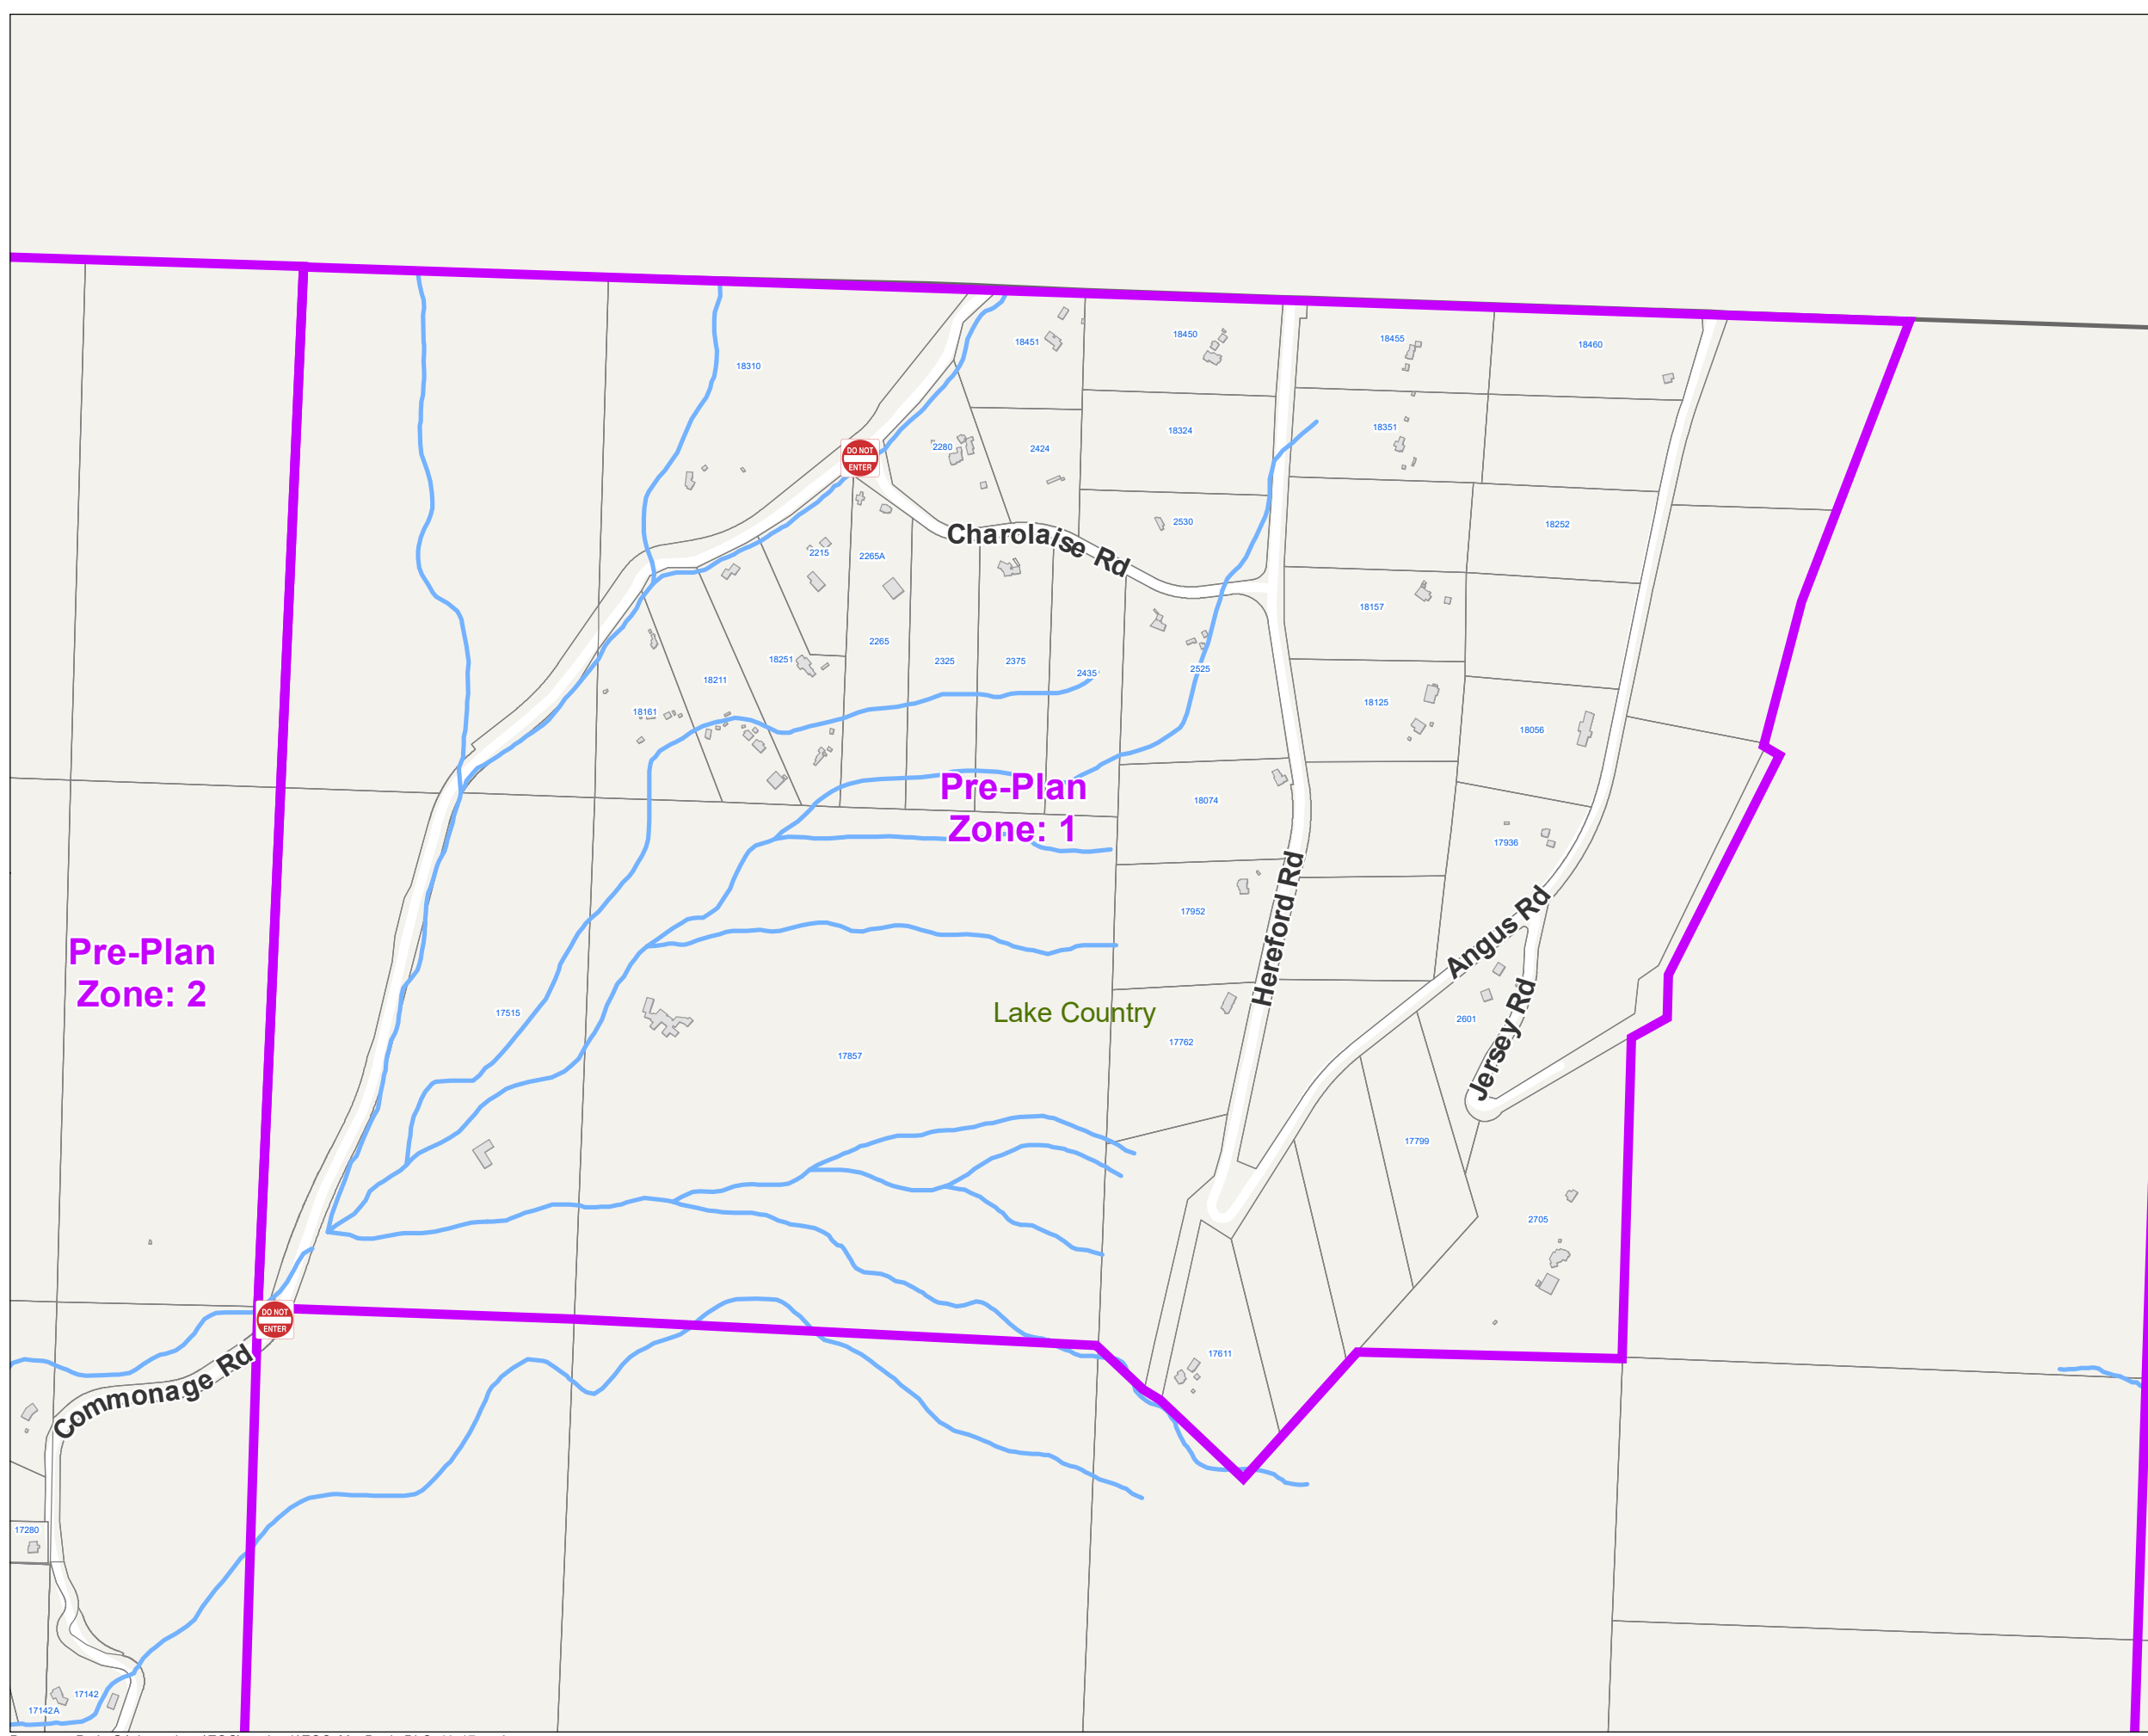 18451
18450
18455
18460
18310
2280
2424
18324
18351
DO NOT
ENTER
2530
18252
Charolaise Rd
2215
2265A
18157
2265
2325
2375
2435
2525
18251
18211
18161
18125
18056
Pre-Plan
Zone: 1
18074
17936
17952
Hereford Rd
Angus Rd
Pre-Plan
Zone: 2
17515
Lake Country
2601
Jersey Rd
17857
17762
17799
2705
DO NOT
ENTER
Commonage Rd
17611
17280
17142
17142A